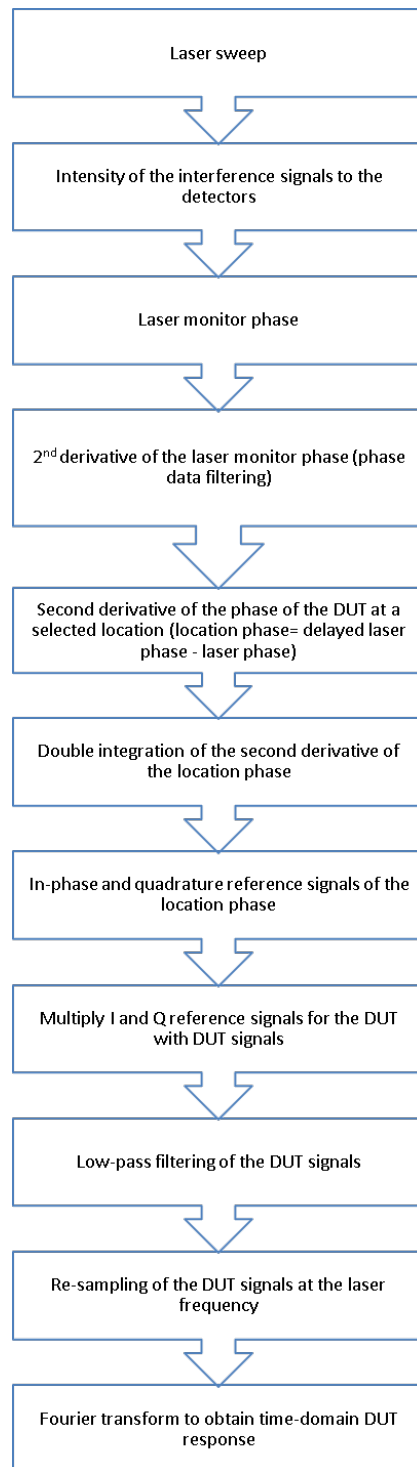 Laser sweep
Intensity of the interference signals to the
detectors
Laser monitor phase
2nd derivative of the laser monitor phase (phase
data filtering)
Second derivative of the phase of the DUT at a
selected location (location phase= delayed laser
phase - laser phase)
Double integration of the second derivative of
the location phase
In-phase and quadrature reference signals of the
location phase
Multiply I and Q reference signals for the DUT
with DUT signals
Low-pass filtering of the DUT signals
Re-sampling of the DUT signals at the laser
frequency
Fourier transform to obtain time-domain DUT
response